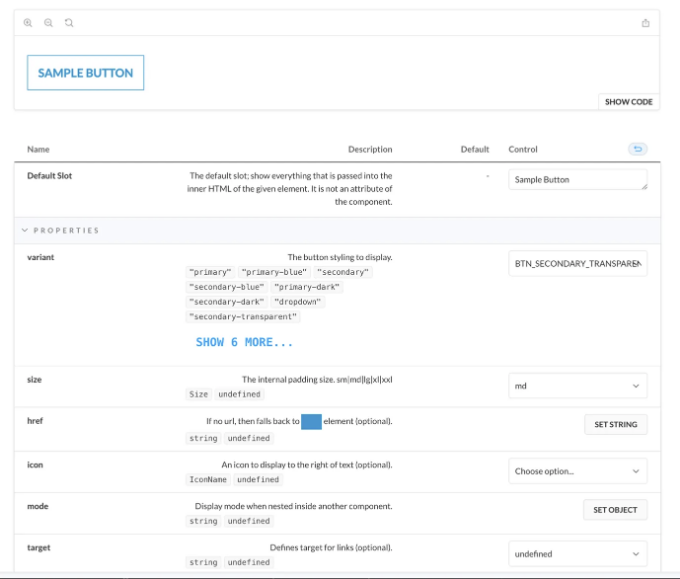 SAMPLE BUTTON
SHOW CODE
Name Description Default Control
Default Slot The default slot; show everything that is passed into the - Sample Button
inner HTML of the given element. It is not an attribute of
the component.
PROPERTIES
variant The button styling to display. BTN_SECONDARY_TRANSPAREN
"primary" "primary-blue" "secondary"
"secondary-blue" "primary-dark"
"secondary-dark" "dropdown"
"secondary-transparent"
SHOW 6 MORE...
size The internal padding size. sm|md|lg|xl|xxl md
Size undefined
href If no url, then falls back to element (optional). SET STRING
string undefined
icon An icon to display to the right of text (optional). Choose option...
IconName undefined
mode Display mode when nested inside another component. SET OBJECT
string undefined
target Defines target for links (optional). undefined
string undefined